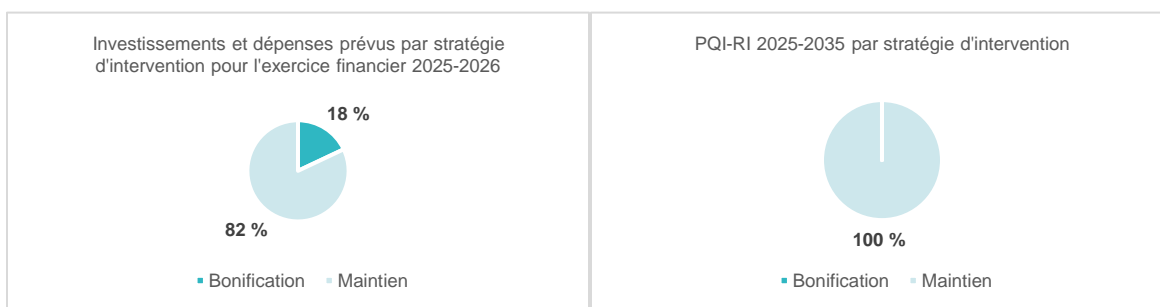 Investissements et dépenses prévus par stratégie
d'intervention pour l'exercice financier 2025-2026
18 %
82 %
Bonification Maintien
PQI-RI 2025-2035 par stratégie d'intervention
100 %
Bonification Maintien